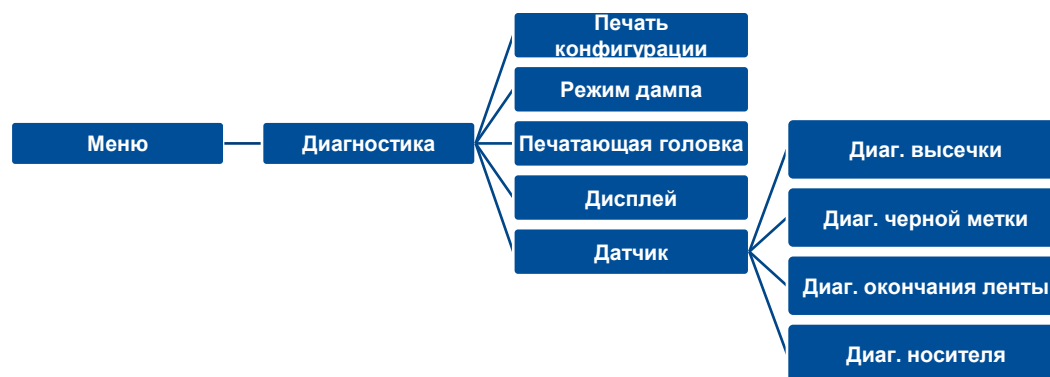 Печать
конфигурации
Режим дампа
Меню
Диагностика
Печатающая головка
Дисплей
Датчик
Диаг. высечки
Диаг. черной метки
Диаг. окончания ленты
Диаг. носителя